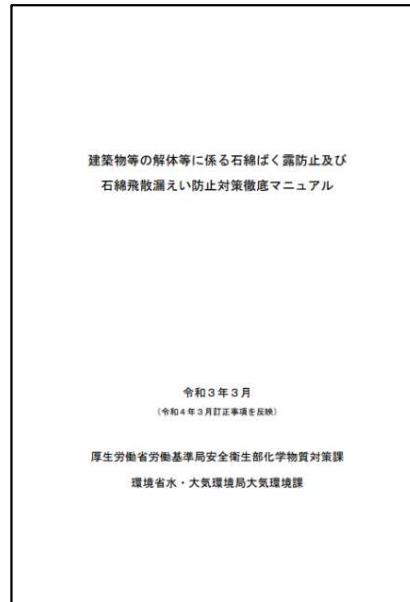 建築物等の解体等に係る石綿ばく露防止及び
石綿飛散漏えい防止対策徹底マニュアル
令和３年３月
（令和４年３月訂正事項を反映）
厚生労働省労働基準局安全衛生部化学物質対策課
環境省水・大気環境局大気環境課